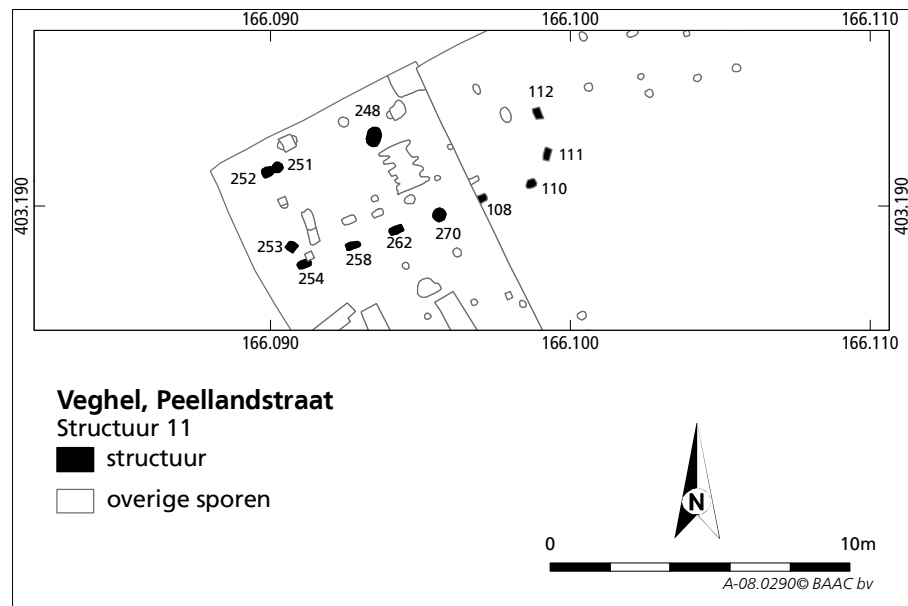 166.090 166.100 166.110
112
248
111
251
252
110
403.190 403.190
108
270
262
253
258
254
166.090 166.100 166.110
Veghel, Peellandstraat
Structuur 11
structuur
overige sporen
N
0 10m
A-08.0290© BAAC bv